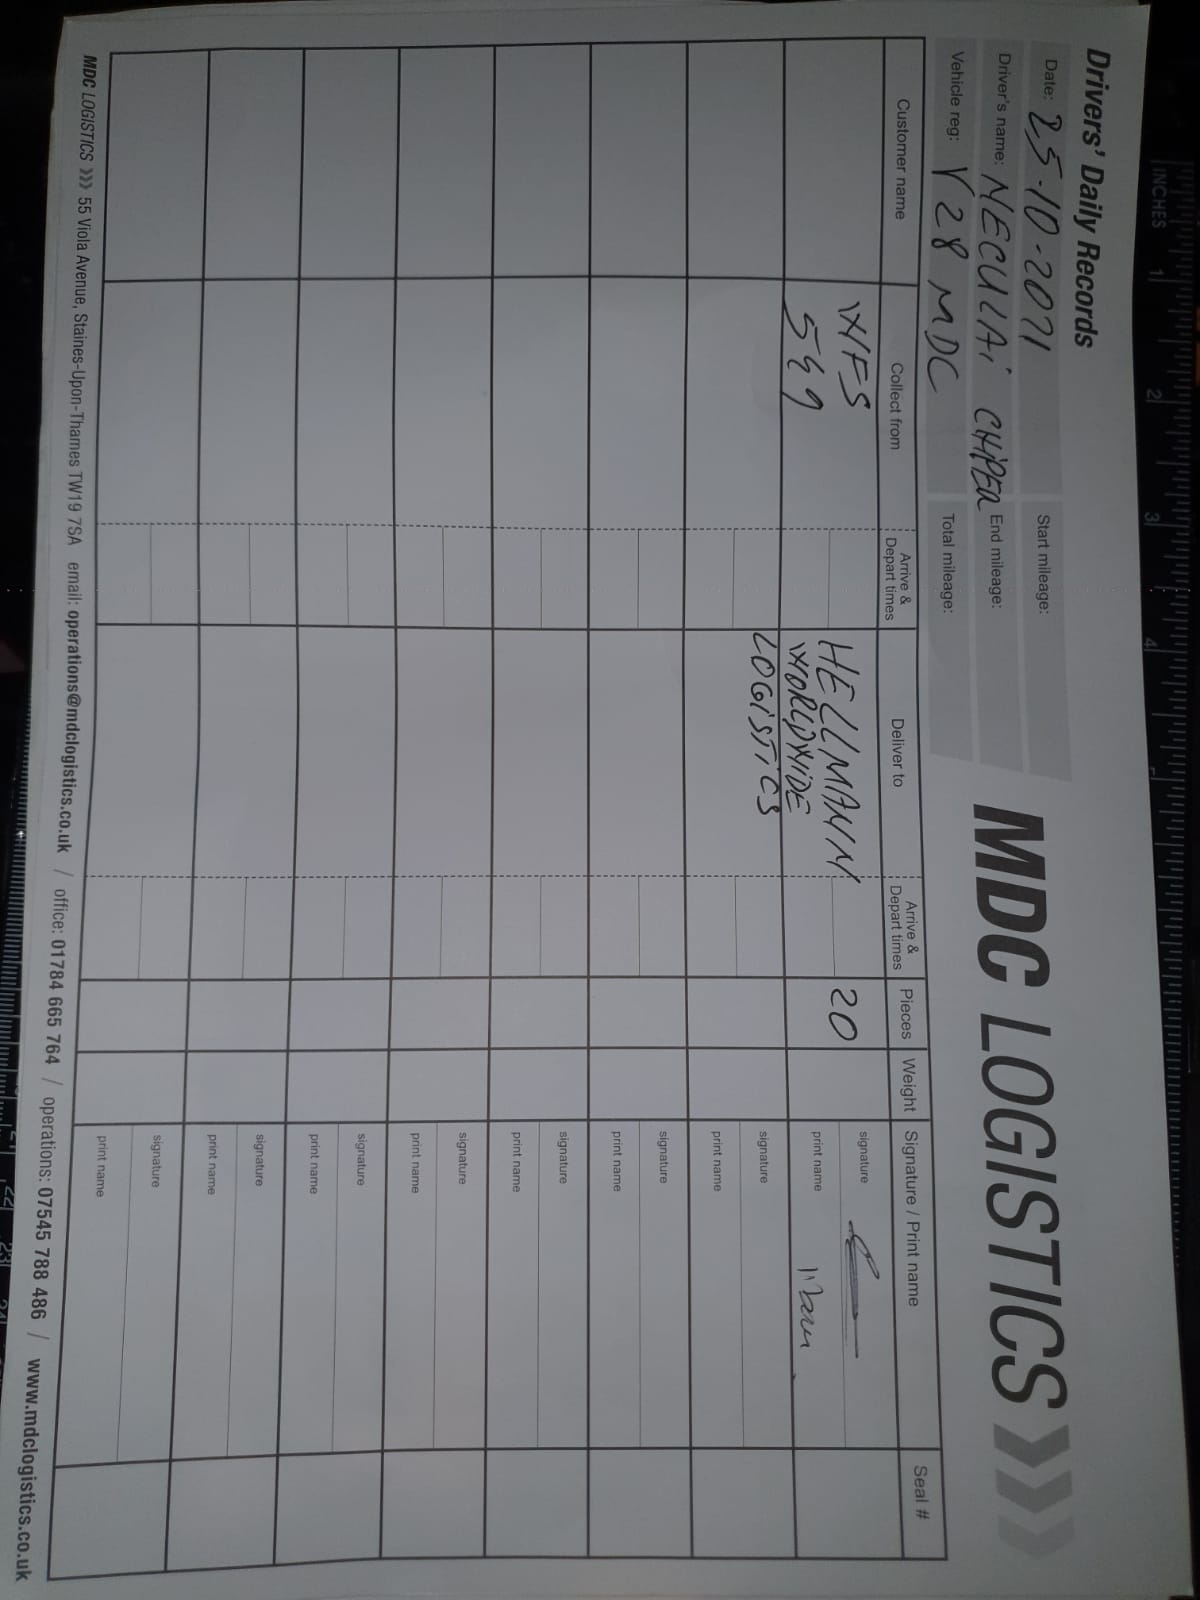 Drivers' Daily Records
MDC LOGISTICS
Date: 25-10-2021
Start mileage:
Driver's name: NECULAi CHiPER
End mileage:
Vehicle reg: V28 MDC
Total mileage:
Customer name Collect from Arrive & Depart times Deliver to Arrive & Depart times Pieces Weight Signature / Print name Seal #
WFS HELLMANN 20 signature
549 WORLDWIDE print name
LOGiSTiCS signature
print name
signature
print name
signature
print name
signature
print name
signature
print name
signature
print name
signature
print name
MDC LOGISTICS >>> 55 Viola Avenue, Staines-Upon-Thames TW19 7SA email: operations@mdclogistics.co.uk / office: 01784 665 764 / operations: 07545 788 486 / www.mdclogistics.co.uk
INCHES 1 2 3 4